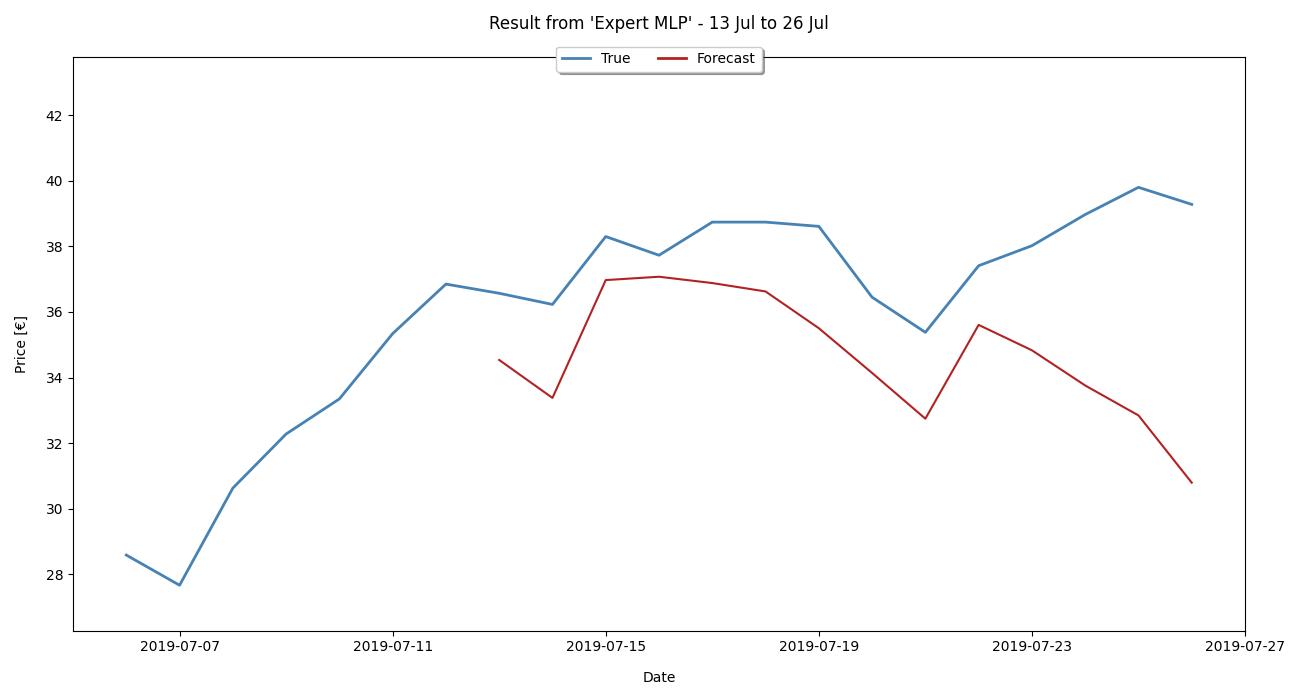 Result from 'Expert MLP' - 13 Jul to 26 Jul
True Forecast
42
40
38
36
34
32
30
28
Price [€]
2019-07-07 2019-07-11 2019-07-15 2019-07-19 2019-07-23 2019-07-27
Date